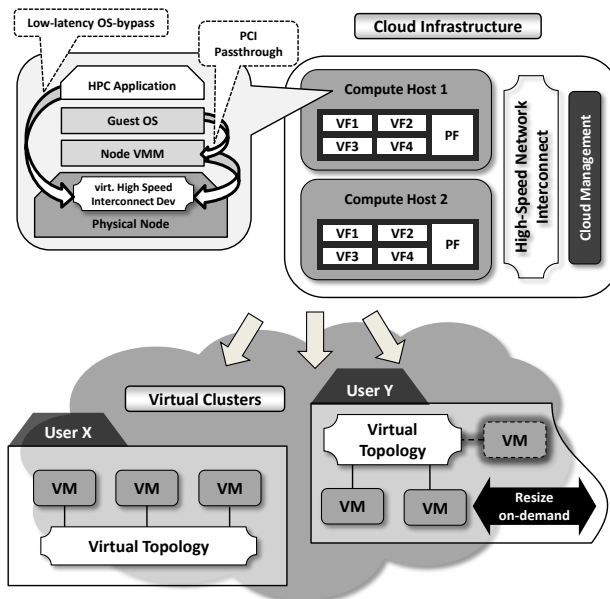 Low-latency OS-bypass
PCI
Passthrough
HPC Application
Guest OS
Node VMM
virt. High Speed
Interconnect Dev
Physical Node
Cloud Infrastructure
Compute Host 1
VF1 VF2
PF
VF3 VF4
Compute Host 2
VF1 VF2
PF
VF3 VF4
High-Speed Network
Interconnect
Cloud Management
Virtual Clusters
User X
VM VM VM
Virtual Topology
User Y
Virtual
Topology
VM
VM VM
Resize
on-demand